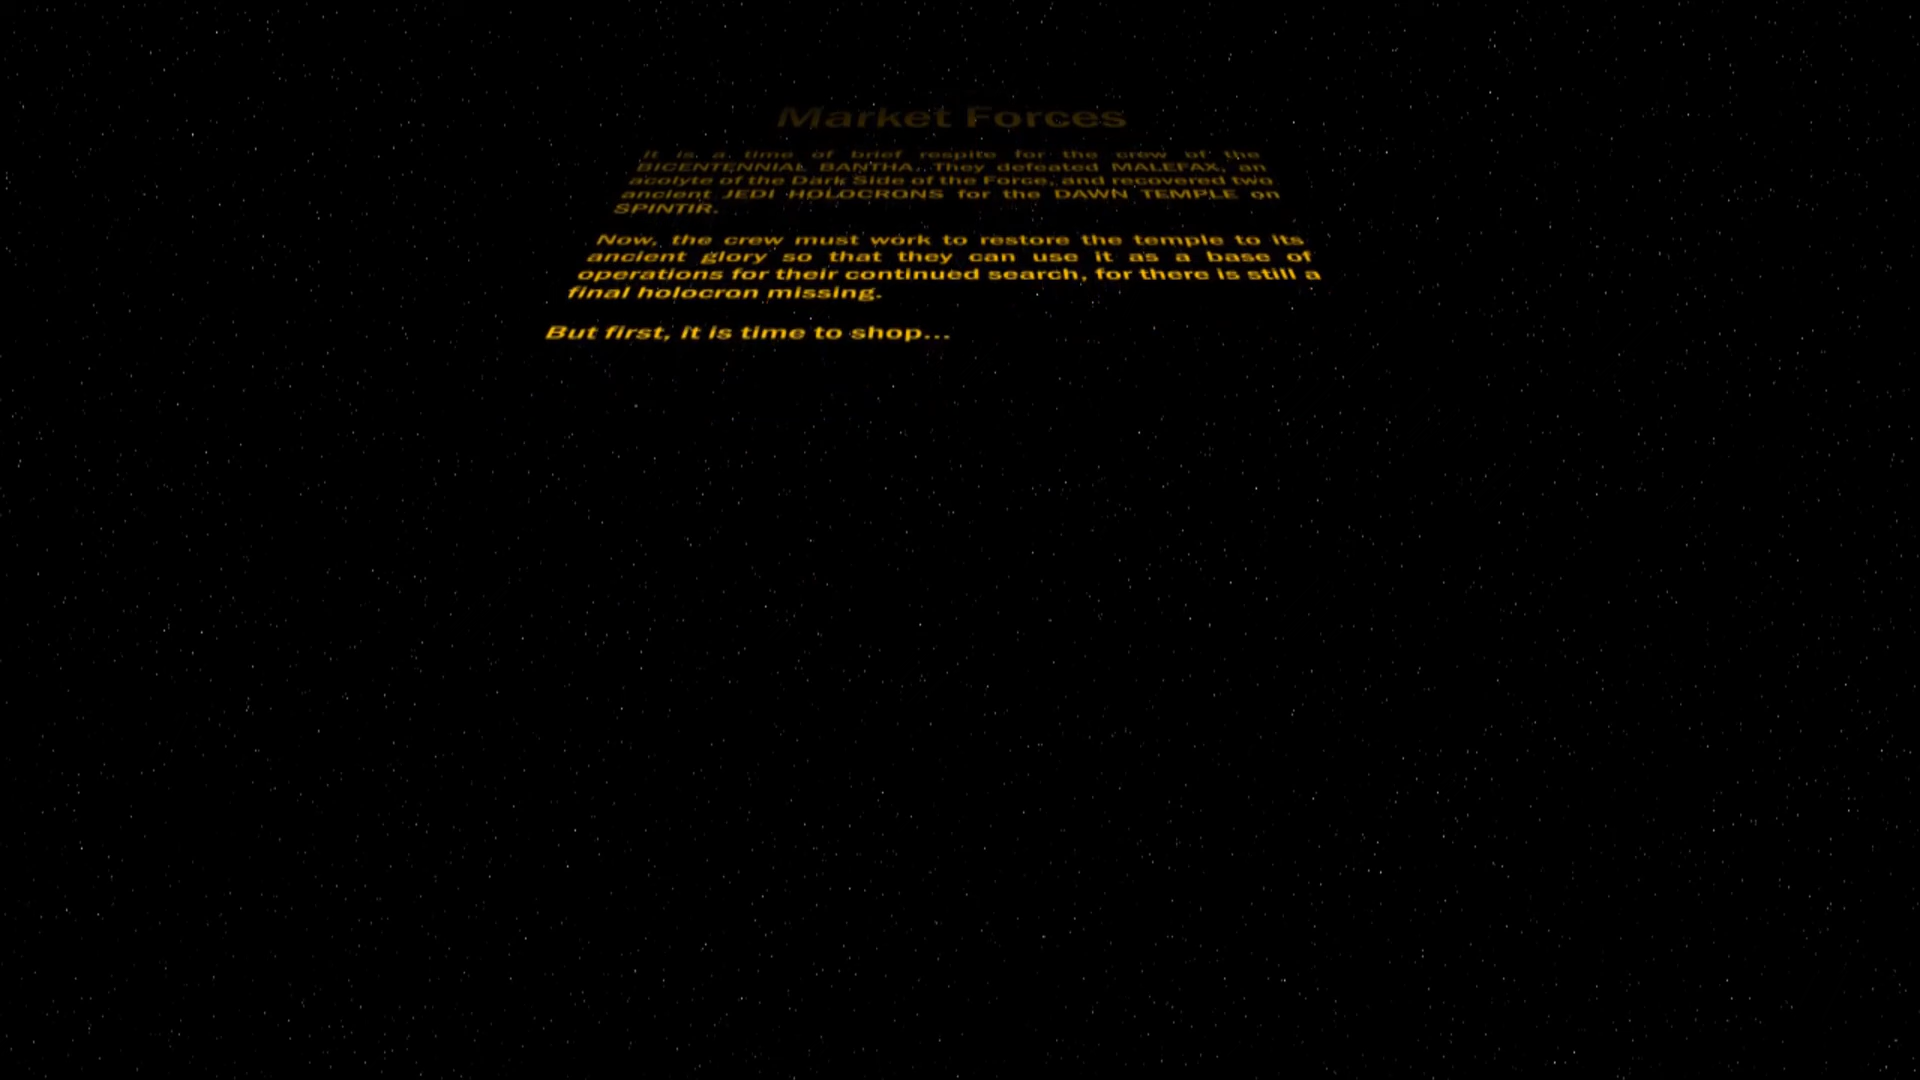 Market Forces
It is a time of brief respite for the crew of the
BICENTENNIAL BANTHA. They defeated MALEFAX, an
acolyte of the Dark Side of the Force, and recovered two
ancient JEDI HOLOCRONS for the DAWN TEMPLE on
SPINTIR.
Now, the crew must work to restore the temple to its
ancient glory so that they can use it as a base of
operations for their continued search, for there is still a
final holocron missing.
But first, it is time to shop...